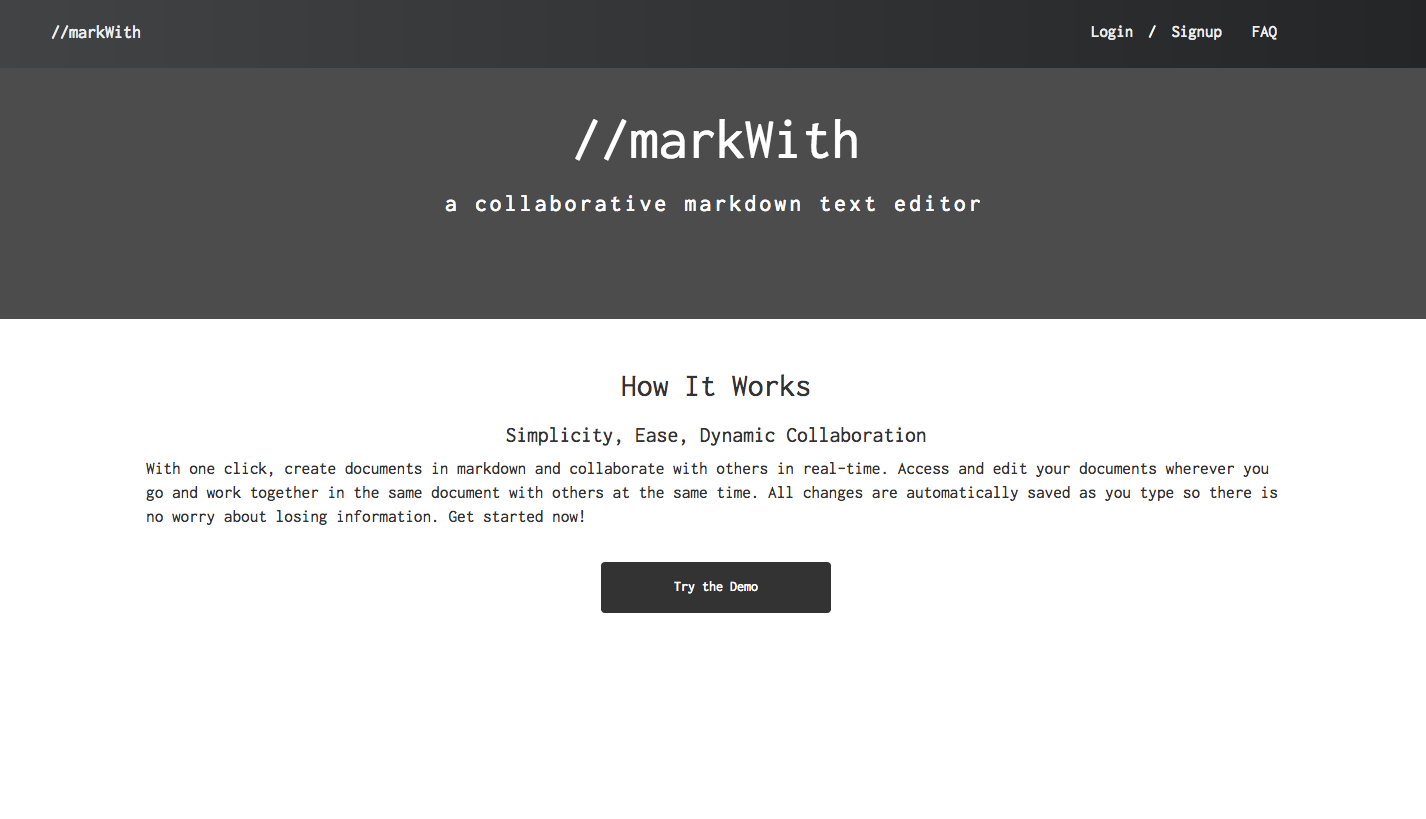 //markWith
Login / Signup FAQ
//markWith
a collaborative markdown text editor
How It Works
Simplicity, Ease, Dynamic Collaboration
With one click, create documents in markdown and collaborate with others in real-time. Access and edit your documents wherever you
go and work together in the same document with others at the same time. All changes are automatically saved as you type so there is
no worry about losing information. Get started now!
Try the Demo